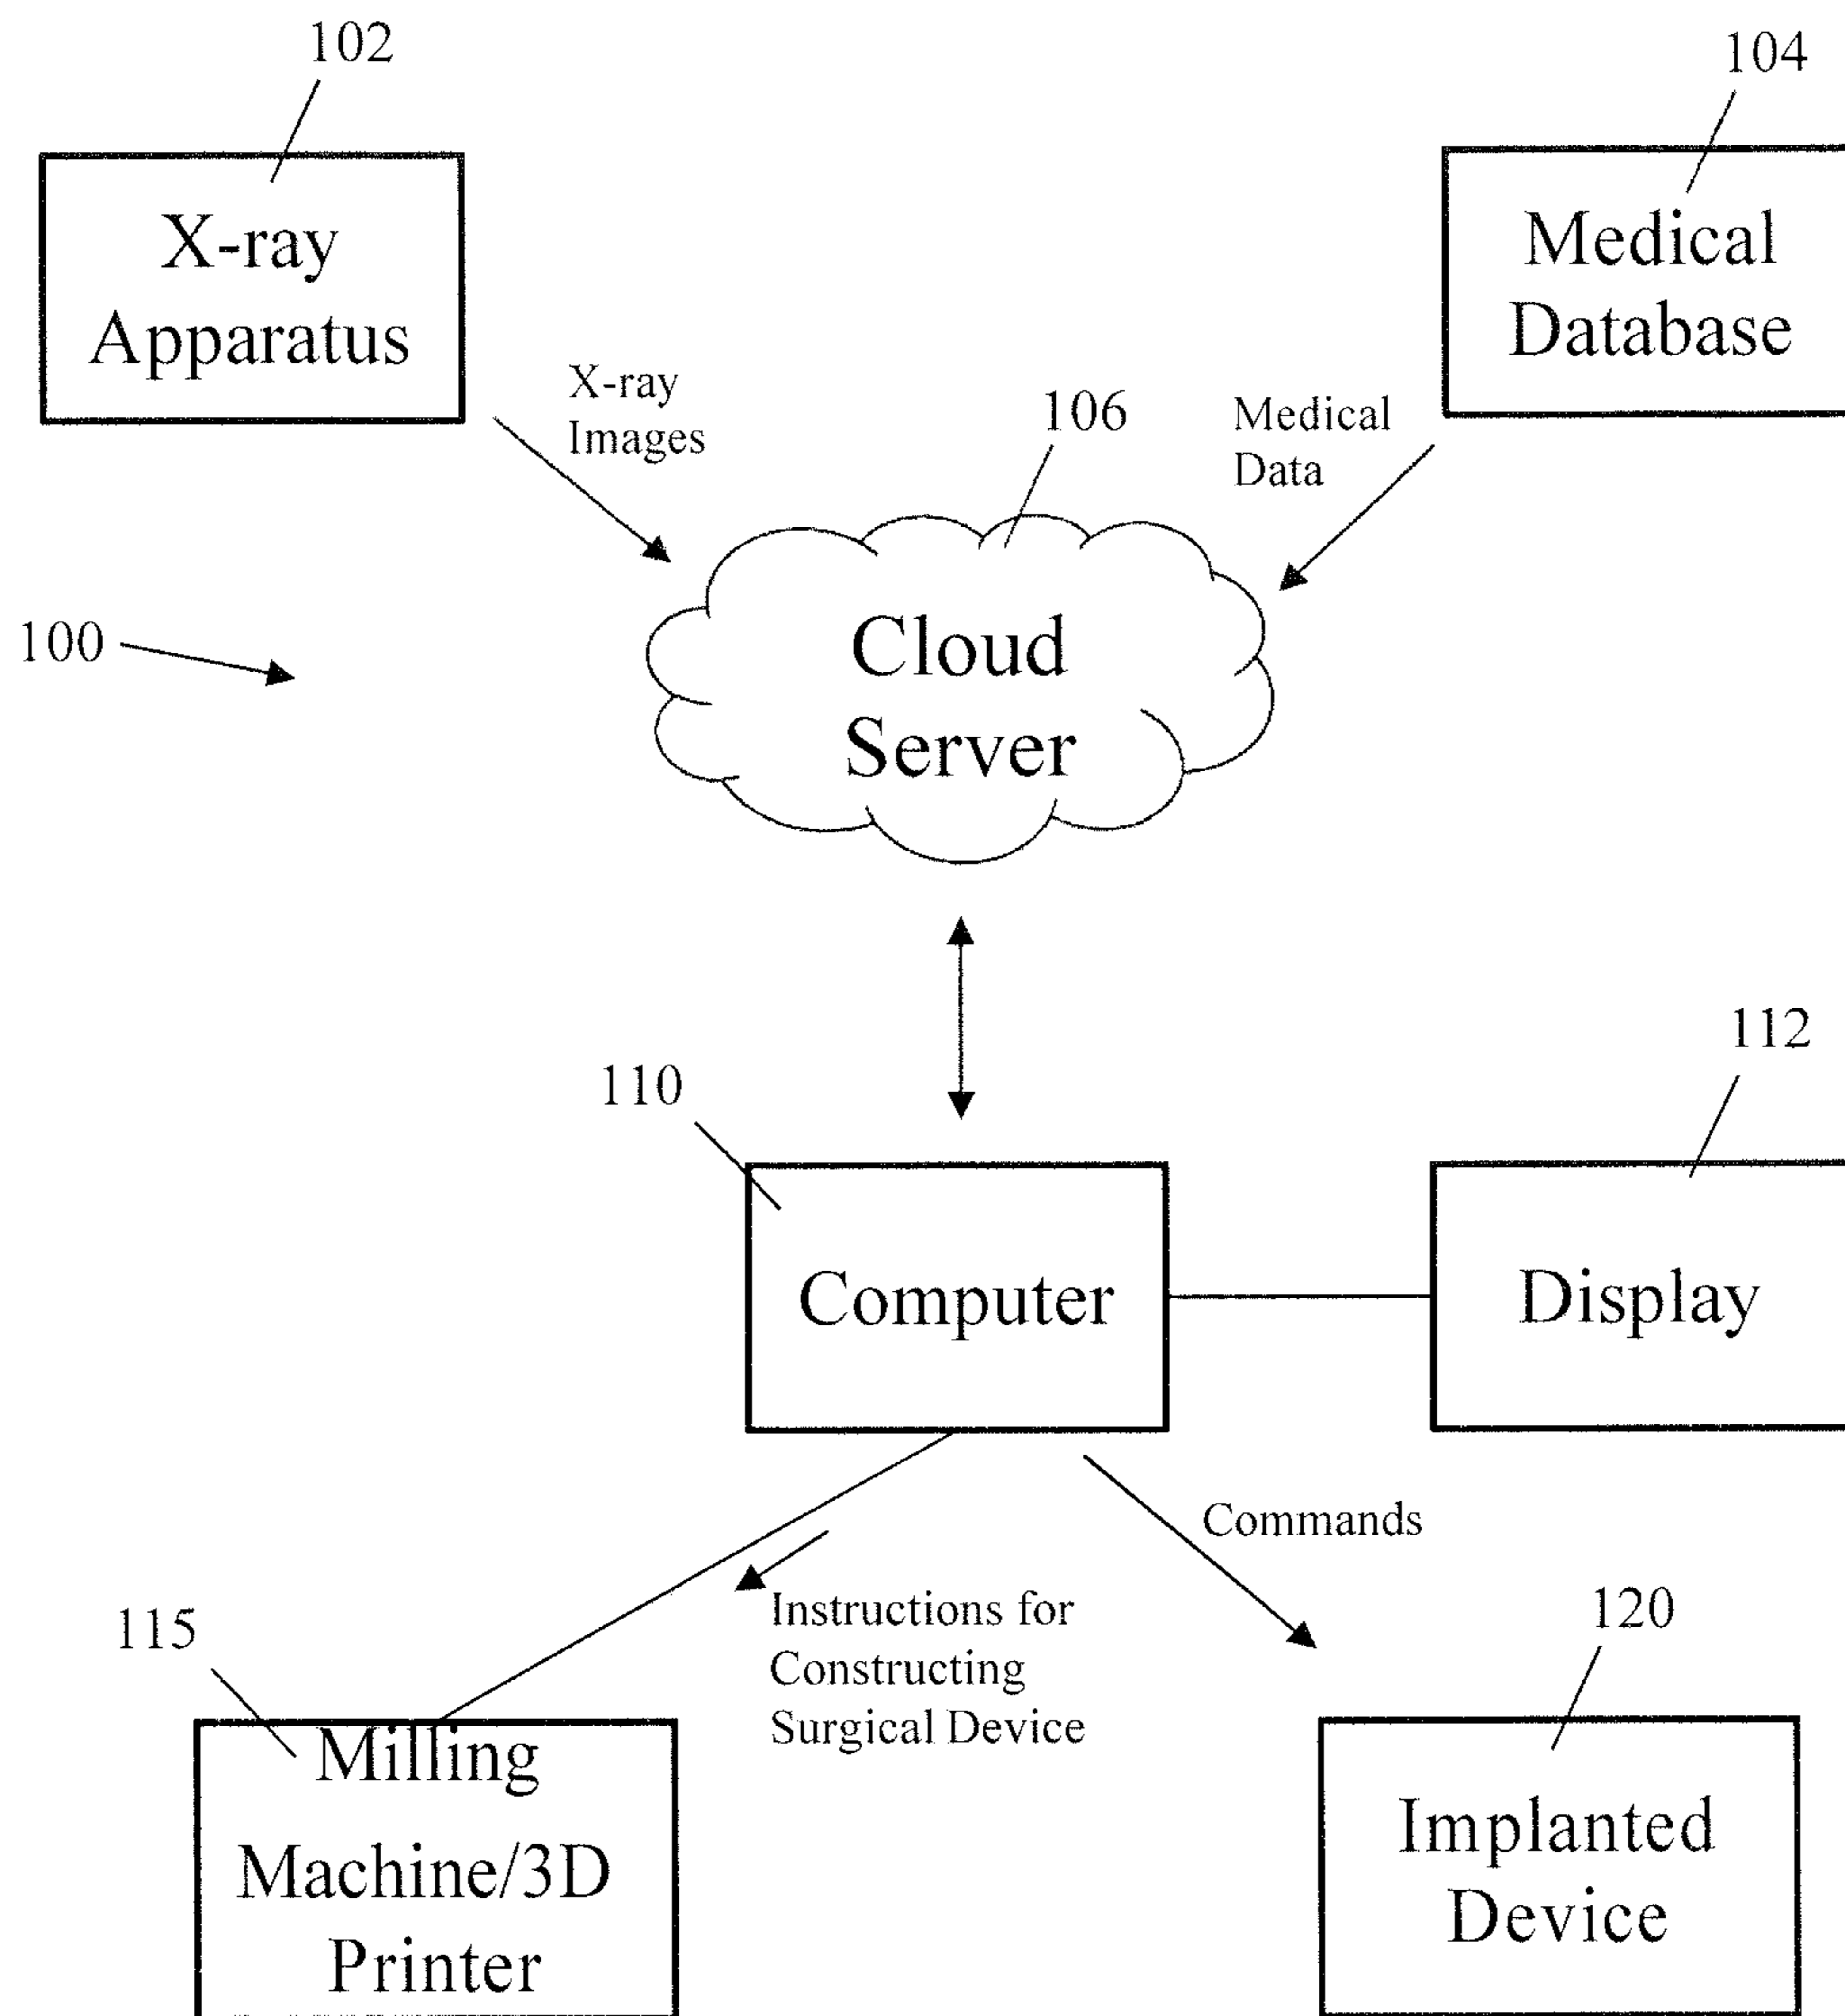 102
104
X-ray
Apparatus
Medical
Database
X-ray
Images
106
Medical
Data
100
Cloud
Server
110
112
Computer
Display
Commands
115
Instructions for
Constructing
Surgical Device
120
Milling
Machine/3D
Printer
Implanted
Device